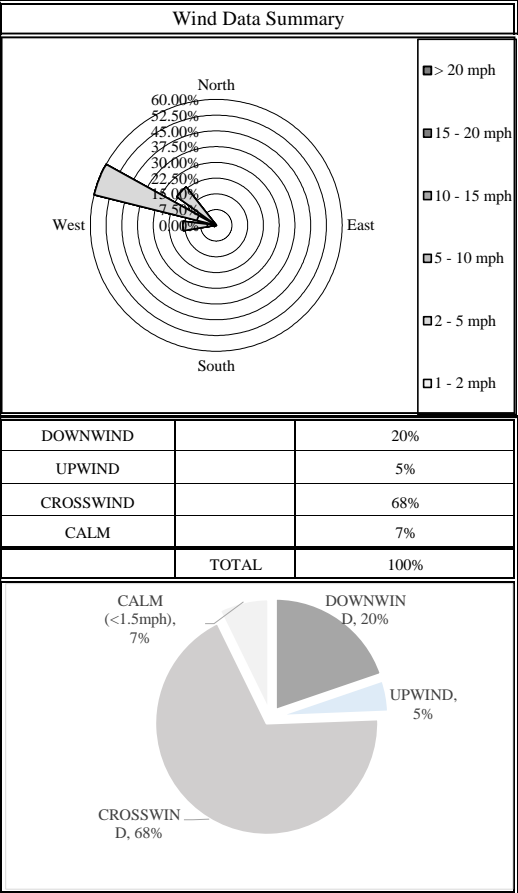 Wind Data Summary
North
60.00%
52.50%
45.00%
37.50%
30.00%
22.50%
15.00%
7.50%
0.00%
West
East
South
> 20 mph
15 - 20 mph
10 - 15 mph
5 - 10 mph
2 - 5 mph
1 - 2 mph
DOWNWIND 20%
UPWIND 5%
CROSSWIND 68%
CALM 7%
TOTAL 100%
CALM
(<1.5mph),
7%
DOWNWIN
D, 20%
UPWIND,
5%
CROSSWIN
D, 68%